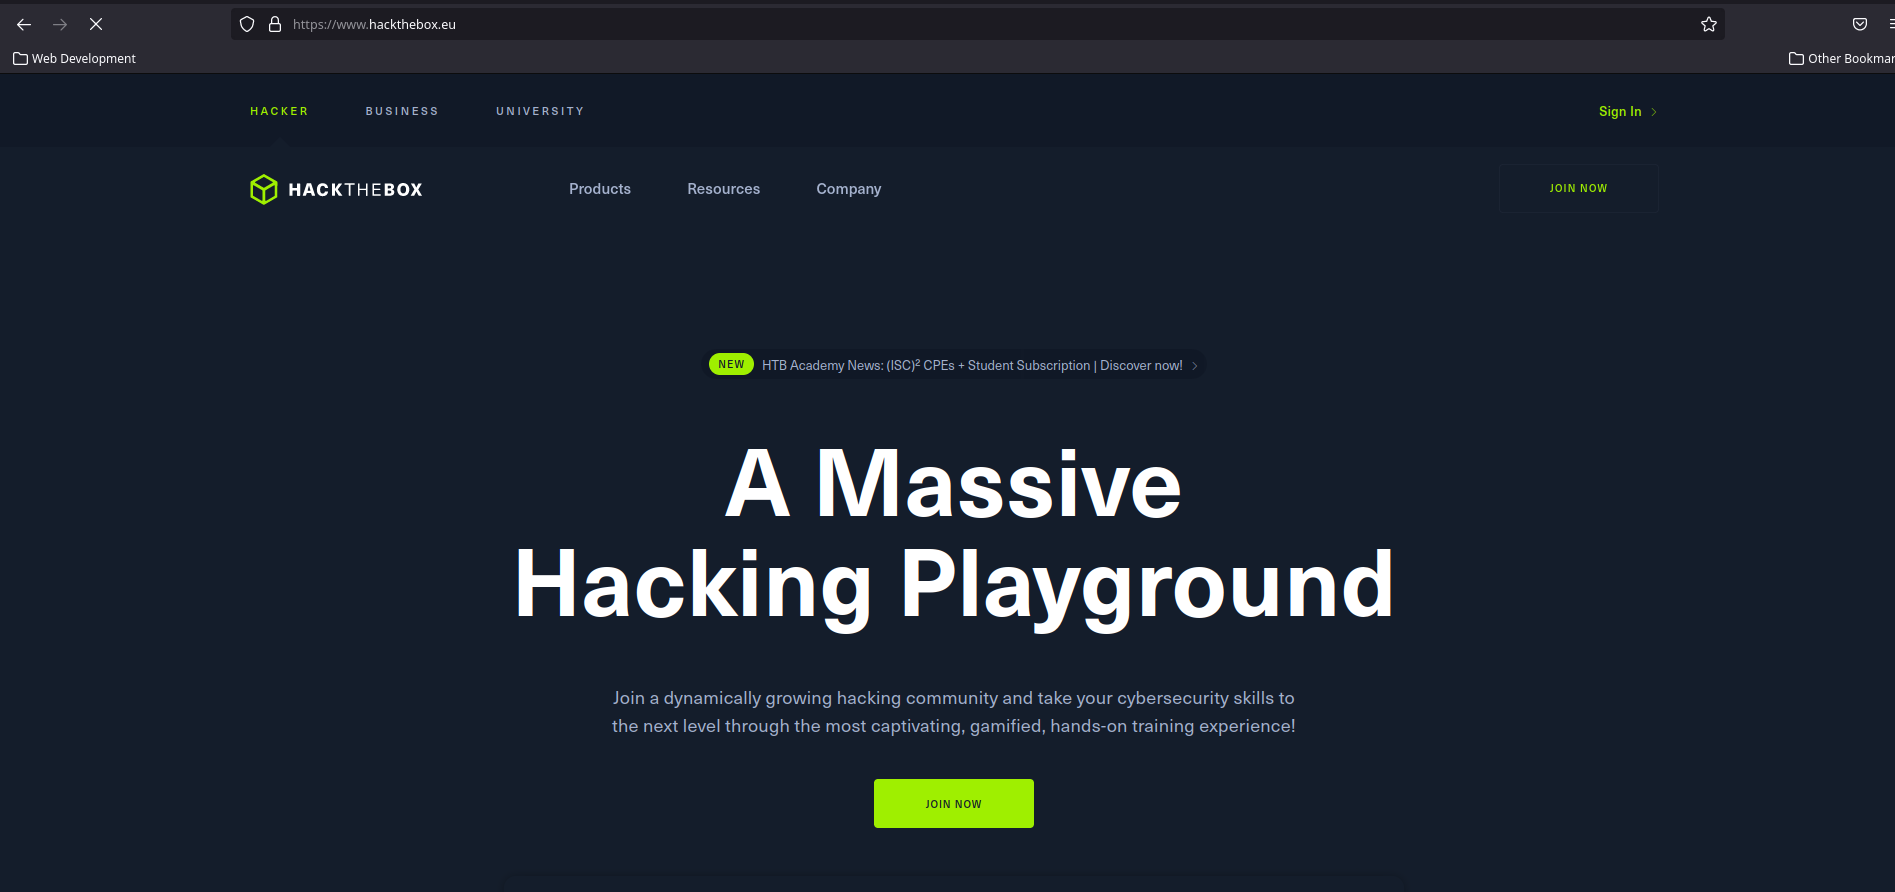 https://www.hackthebox.eu
Web Development
Other Bookmar
HACKER BUSINESS UNIVERSITY
Sign In
HACKTHEBOX
Products Resources Company
JOIN NOW
NEW HTB Academy News: (ISC)² CPEs + Student Subscription | Discover now!
A Massive
Hacking Playground
Join a dynamically growing hacking community and take your cybersecurity skills to
the next level through the most captivating, gamified, hands-on training experience!
JOIN NOW